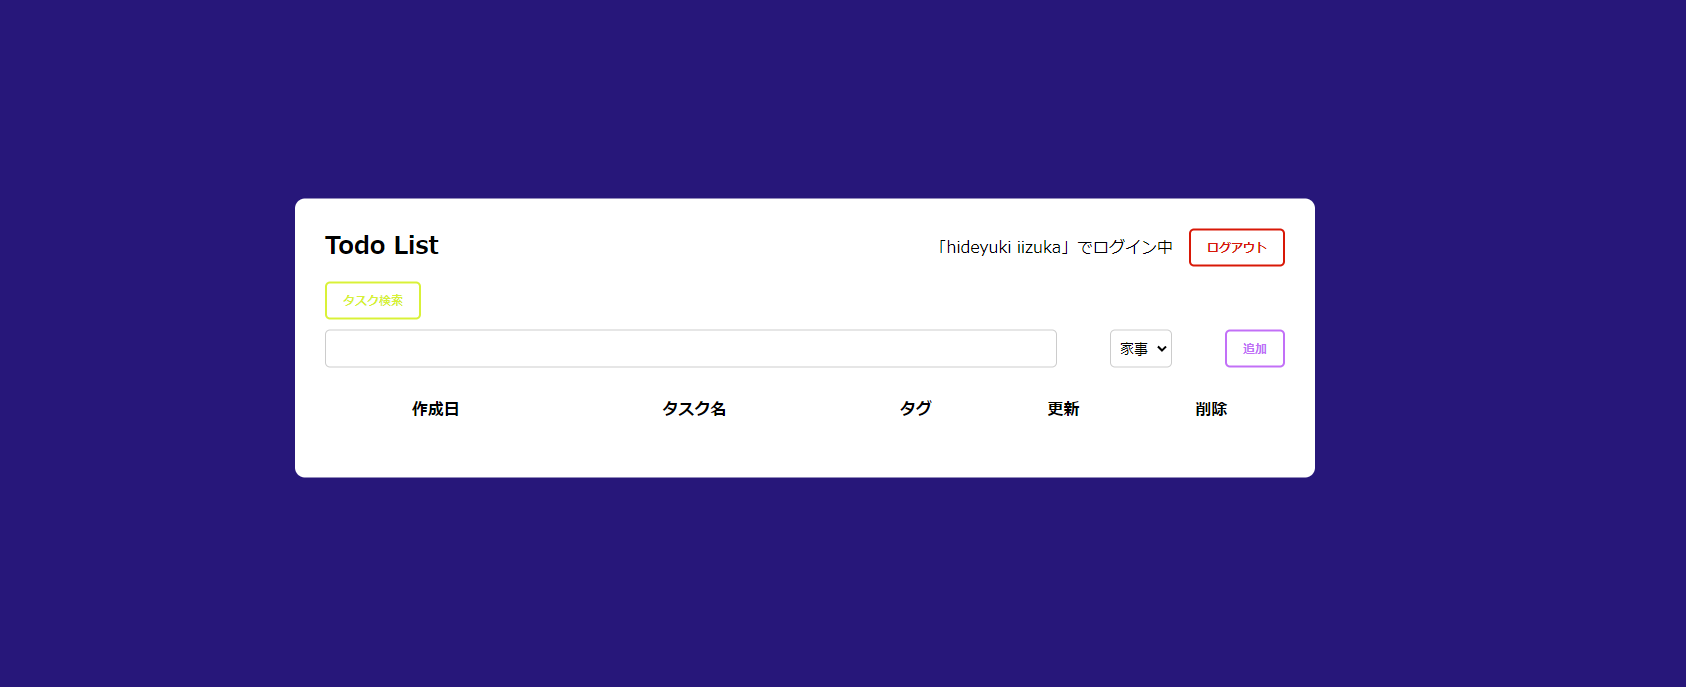 Todo List
「hideyuki iizuka」でログイン中
ログアウト
タスク検索
家事
追加
作成日 タスク名 タグ 更新 削除